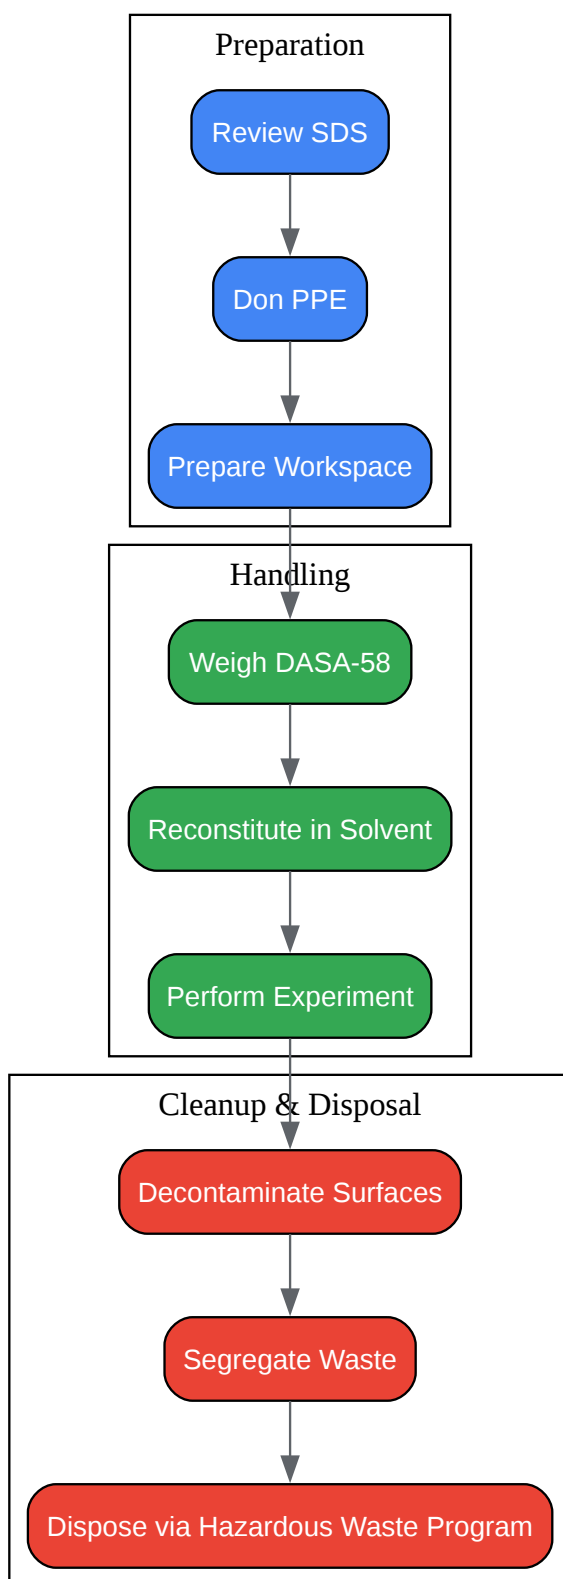 Preparation
Review SDS
Don PPE
Prepare Workspace
Handling
Weigh DASA-58
Reconstitute in Solvent
Perform Experiment
Cleanup & Disposal
Decontaminate Surfaces
Segregate Waste
Dispose via Hazardous Waste Program